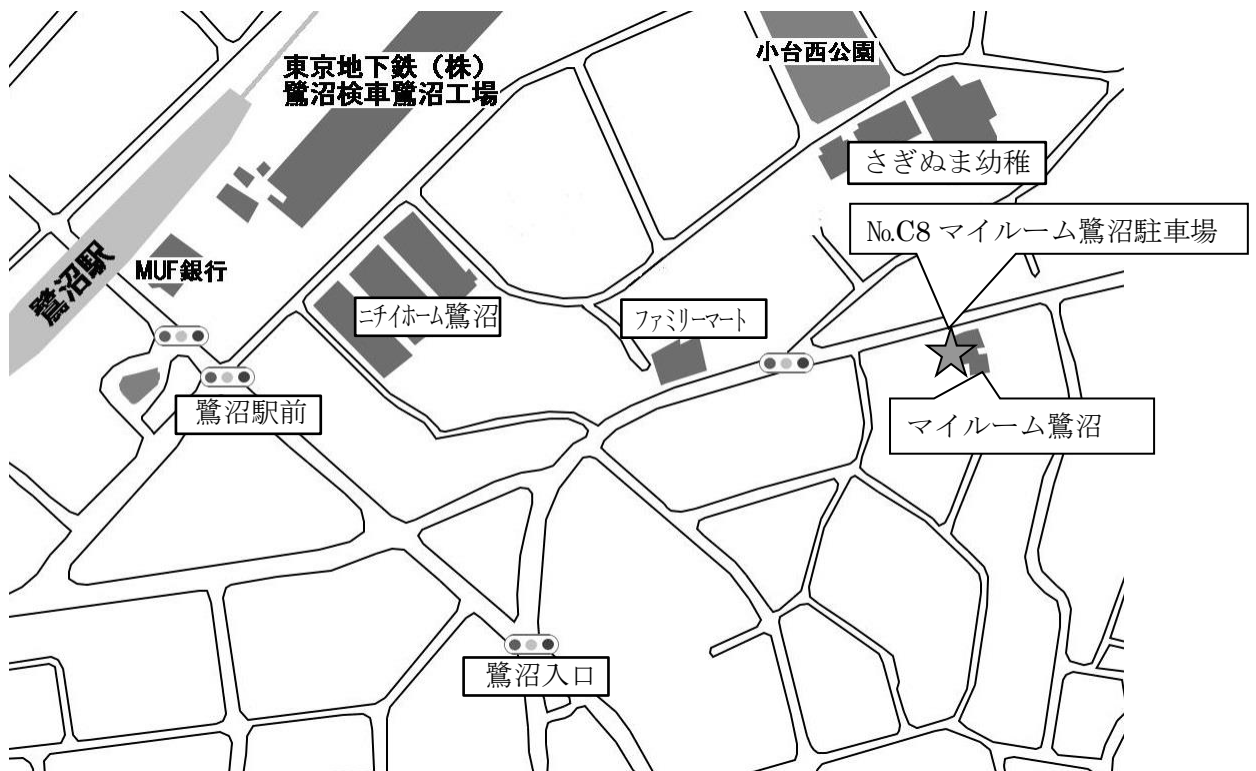 東京地下鉄（株）
鷺沼検車鷺沼工場
小台西公園
さぎぬま幼稚
№C8 マイルーム鷺沼駐車場
鷺沼駅
MUF銀行
ニチイホーム鷺沼
ファミリーマート
鷺沼駅前
マイルーム鷺沼
鷺沼入口